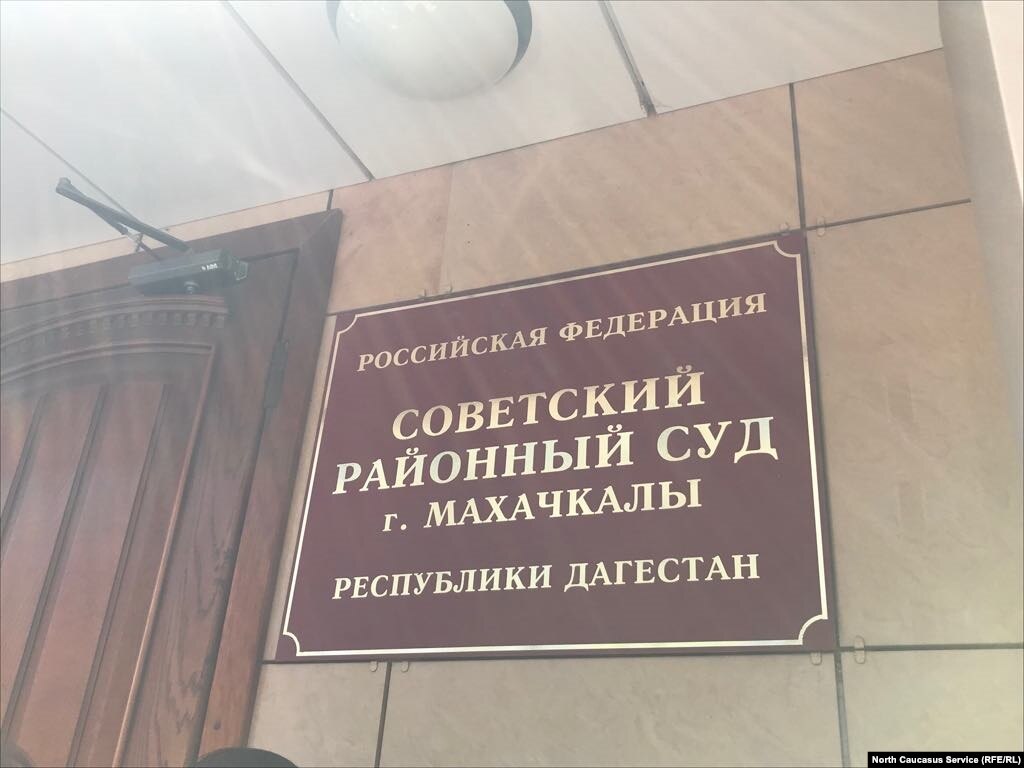 РОССИЙСКАЯ ФЕДЕРАЦИЯ
СОВЕТСКИЙ
РАЙОННЫЙ СУД
г. МАХАЧКАЛЫ
РЕСПУБЛИКИ ДАГЕСТАН
North Caucasus Service (RFE/RL)